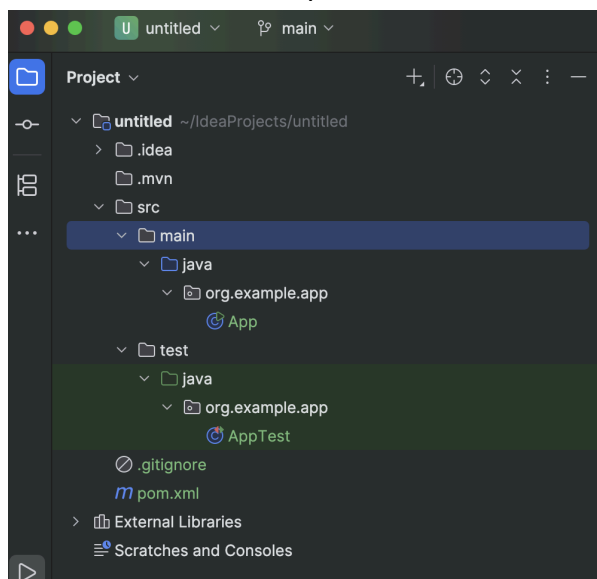 U untitled main
Project
untitled ~/IdeaProjects/untitled
.idea
.mvn
src
main
java
org.example.app
App
test
java
org.example.app
AppTest
.gitignore
m pom.xml
External Libraries
Scratches and Consoles